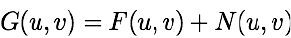 G(u, v) = F(u, v) + N(u, v)